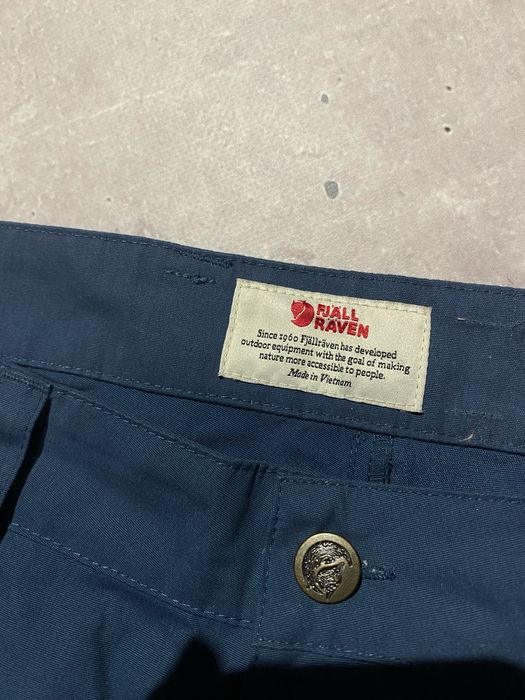 FJÄLL
RÄVEN
Since 1960 Fjällräven has developed
outdoor equipment with the goal of making
nature more accessible to people.
Made in Vietnam